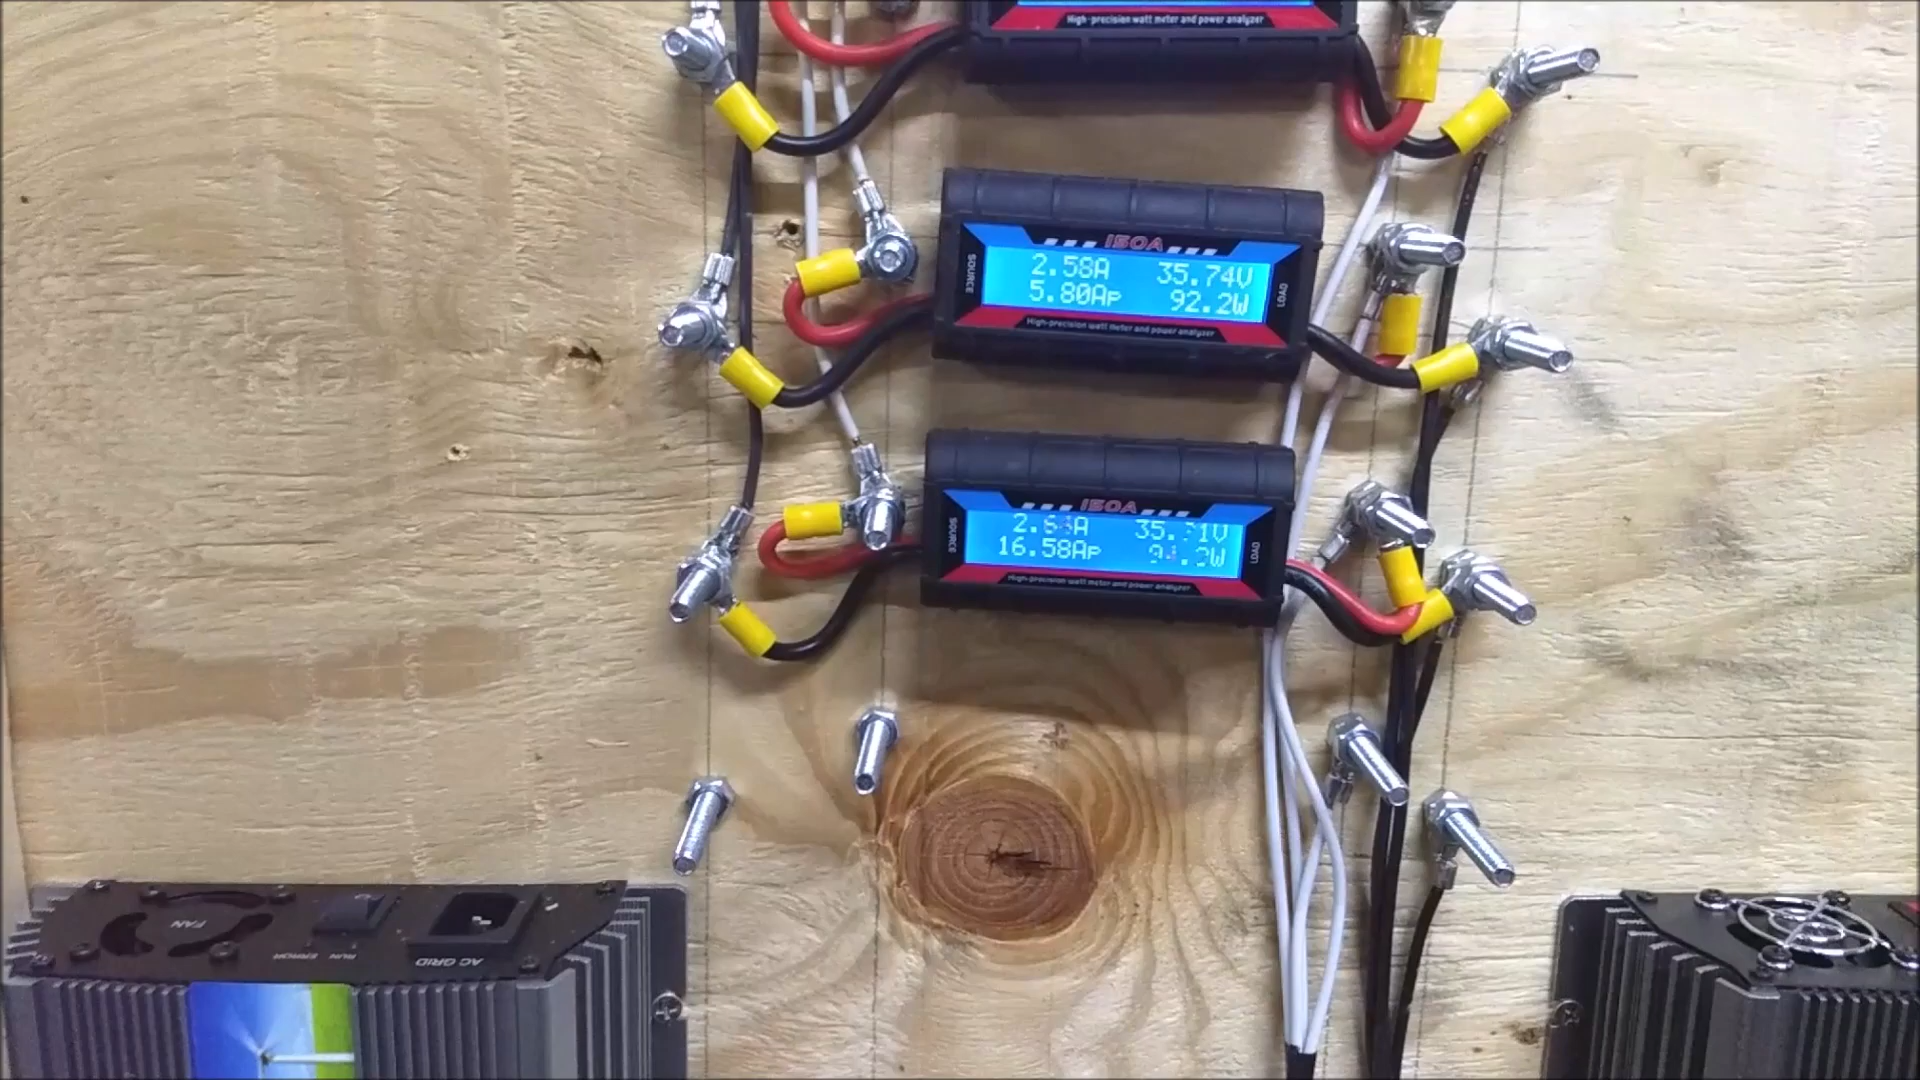 High-precision watt meter and power analyzer
150A
SOURCE
2.58A 35.74V
5.80Ap 92.2W
LOAD
High-precision watt meter and power analyzer
150A
SOURCE
16.58Ap
LOAD
High-precision watt meter and power analyzer
FAN
ERROR
RUN
AC GRID